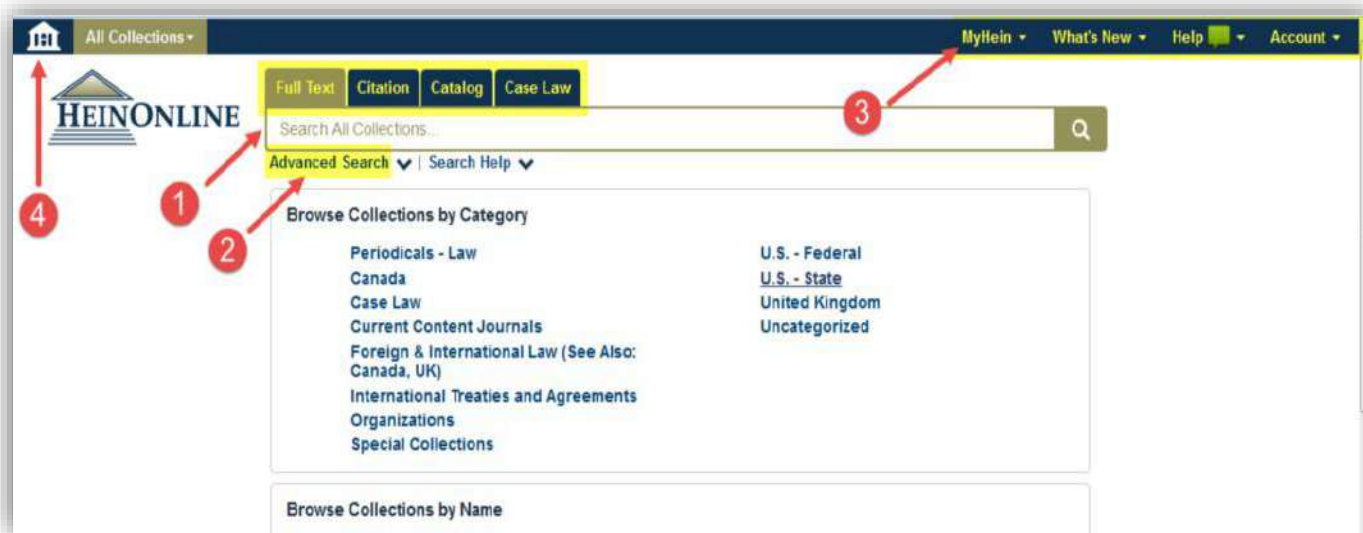 All Collections
MyHein
What's New
Help
Account
HEINONLINE
Full Text
Citation
Catalog
Case Law
3
Search All Collections...
Advanced Search | Search Help
4
1
2
Browse Collections by Category
Periodicals - Law
Canada
Case Law
Current Content Journals
Foreign & International Law (See Also:
Canada, UK)
International Treaties and Agreements
Organizations
Special Collections
U.S. - Federal
U.S. - State
United Kingdom
Uncategorized
Browse Collections by Name